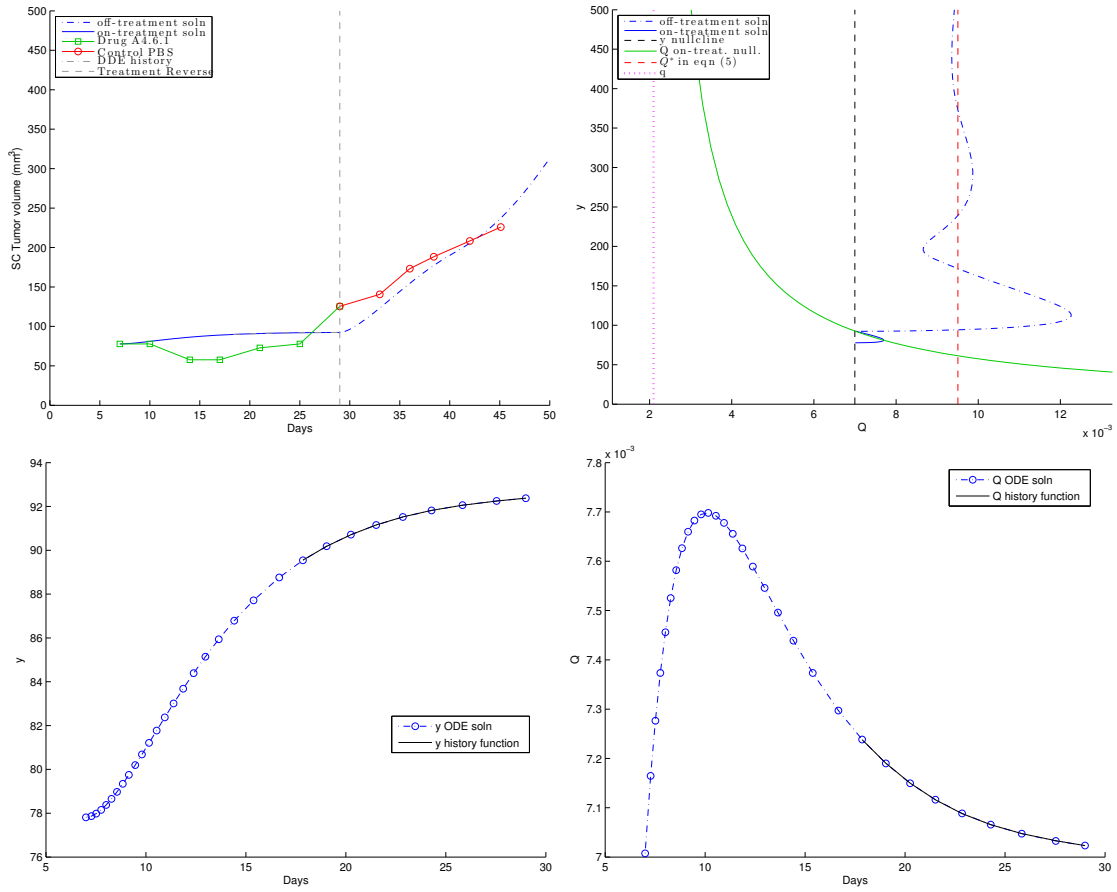 off-treatment soln
on-treatment soln
Drug A4.6.1
Control PBS
DDE history
Treatment Reverse
500
450
400
350
300
250
200
150
100
50
0
SC Tumor volume (mm³)
0 5 10 15 20 25 30 35 40 45 50
Days
off-treatment soln
on-treatment soln
y nullcline
Q on-treat. null.
Q* in eqn (5)
q
500
450
400
350
300
250
200
150
100
50
0
y
2 4 6 8 10 12
x 10⁻³
Q
94
92
90
88
86
84
82
80
78
76
y
y ODE soln
y history function
5 10 15 20 25 30
Days
x 10⁻³
7.8
7.7
7.6
7.5
7.4
7.3
7.2
7.1
7
Q
Q ODE soln
Q history function
5 10 15 20 25 30
Days